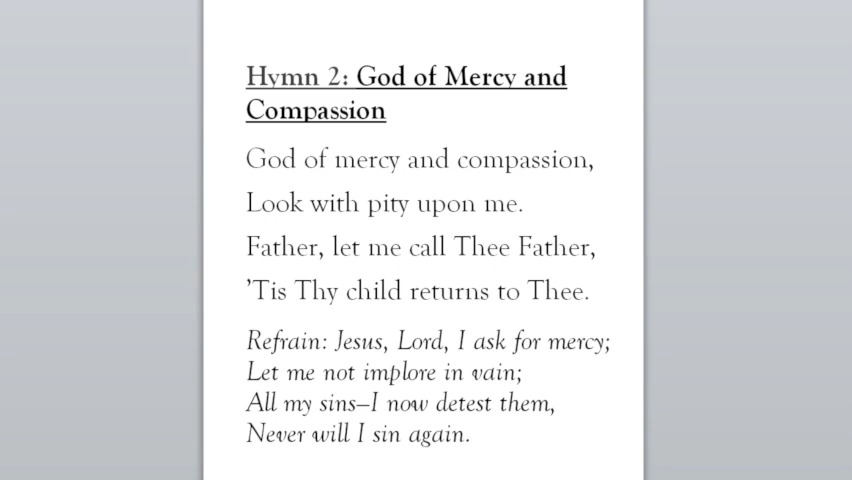 Hymn 2: God of Mercy and
Compassion
God of mercy and compassion,
Look with pity upon me.
Father, let me call Thee Father,
’Tis Thy child returns to Thee.
Refrain: Jesus, Lord, I ask for mercy;
Let me not implore in vain;
All my sins–I now detest them,
Never will I sin again.